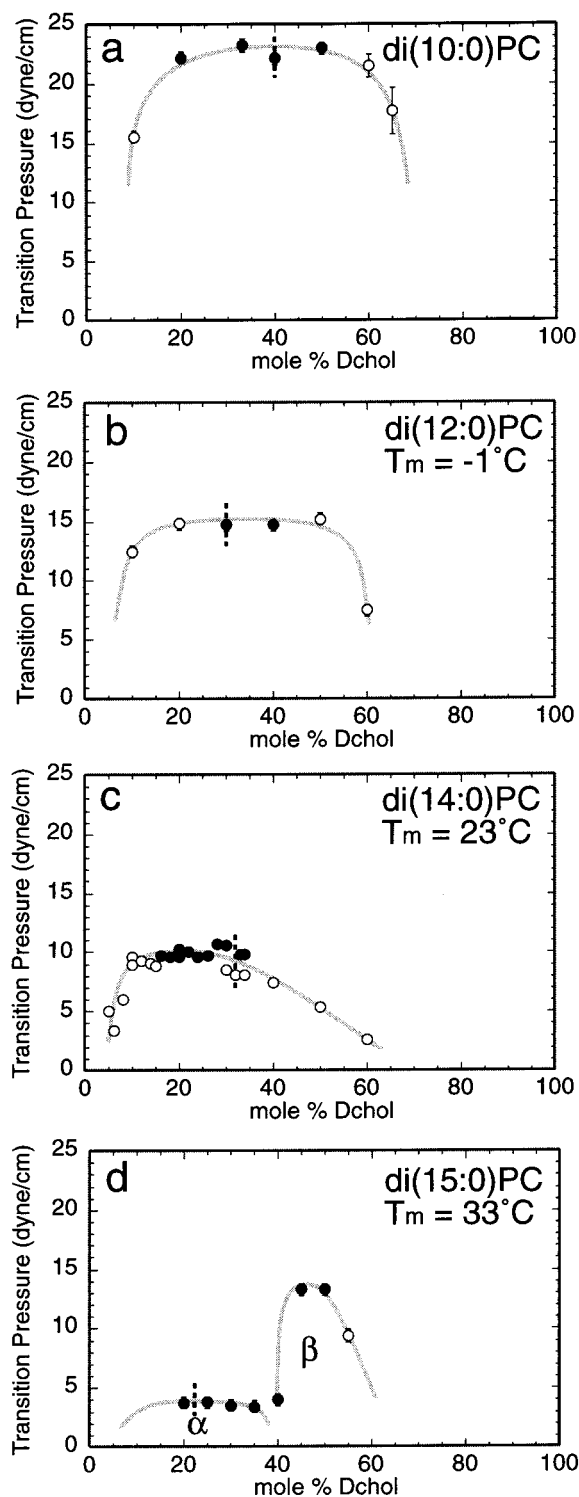 a
di(10:0)PC
Transition Pressure (dyne/cm)
25
20
15
10
5
0
0 20 40 60 80 100
mole % Dchol
b
di(12:0)PC
Tm = -1°C
Transition Pressure (dyne/cm)
25
20
15
10
5
0
0 20 40 60 80 100
mole % Dchol
c
di(14:0)PC
Tm = 23°C
Transition Pressure (dyne/cm)
25
20
15
10
5
0
0 20 40 60 80 100
mole % Dchol
d
di(15:0)PC
Tm = 33°C
Transition Pressure (dyne/cm)
25
20
15
10
5
0
β
α
0 20 40 60 80 100
mole % Dchol